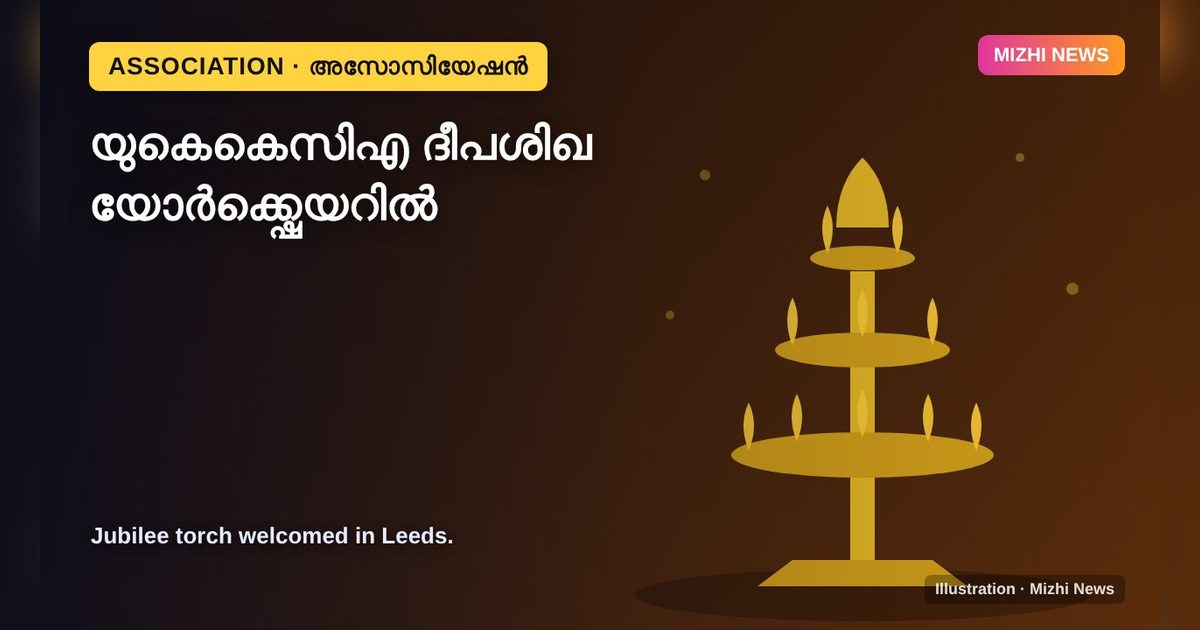 ASSOCIATION · അസോസിയേഷൻ
MIZHI NEWS
യുകെകെസിഎ ദീപശിഖ
യോർക്ക്ഷെയറിൽ
Jubilee torch welcomed in Leeds.
Illustration · Mizhi News